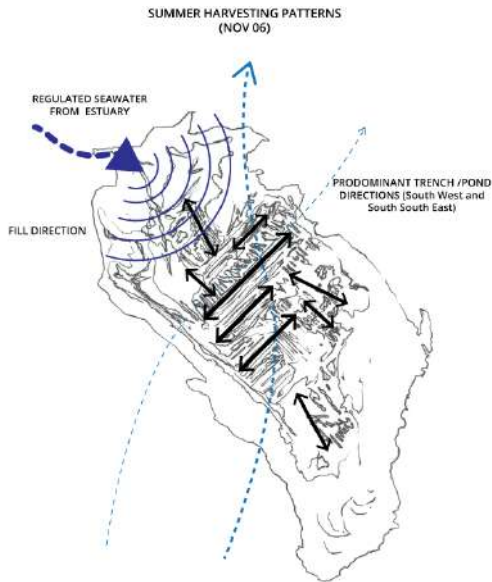 SUMMER HARVESTING PATTERNS
(NOV 06)
REGULATED SEAWATER
FROM ESTUARY
PRODOMINANT TRENCH /POND
DIRECTIONS (South West and
South South East)
FILL DIRECTION